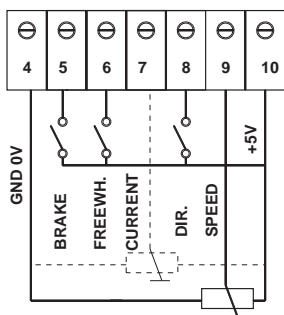 4 5 6 7 8 9 10
GND 0V
BRAKE
FREEWH.
CURRENT
DIR.
SPEED
+5V